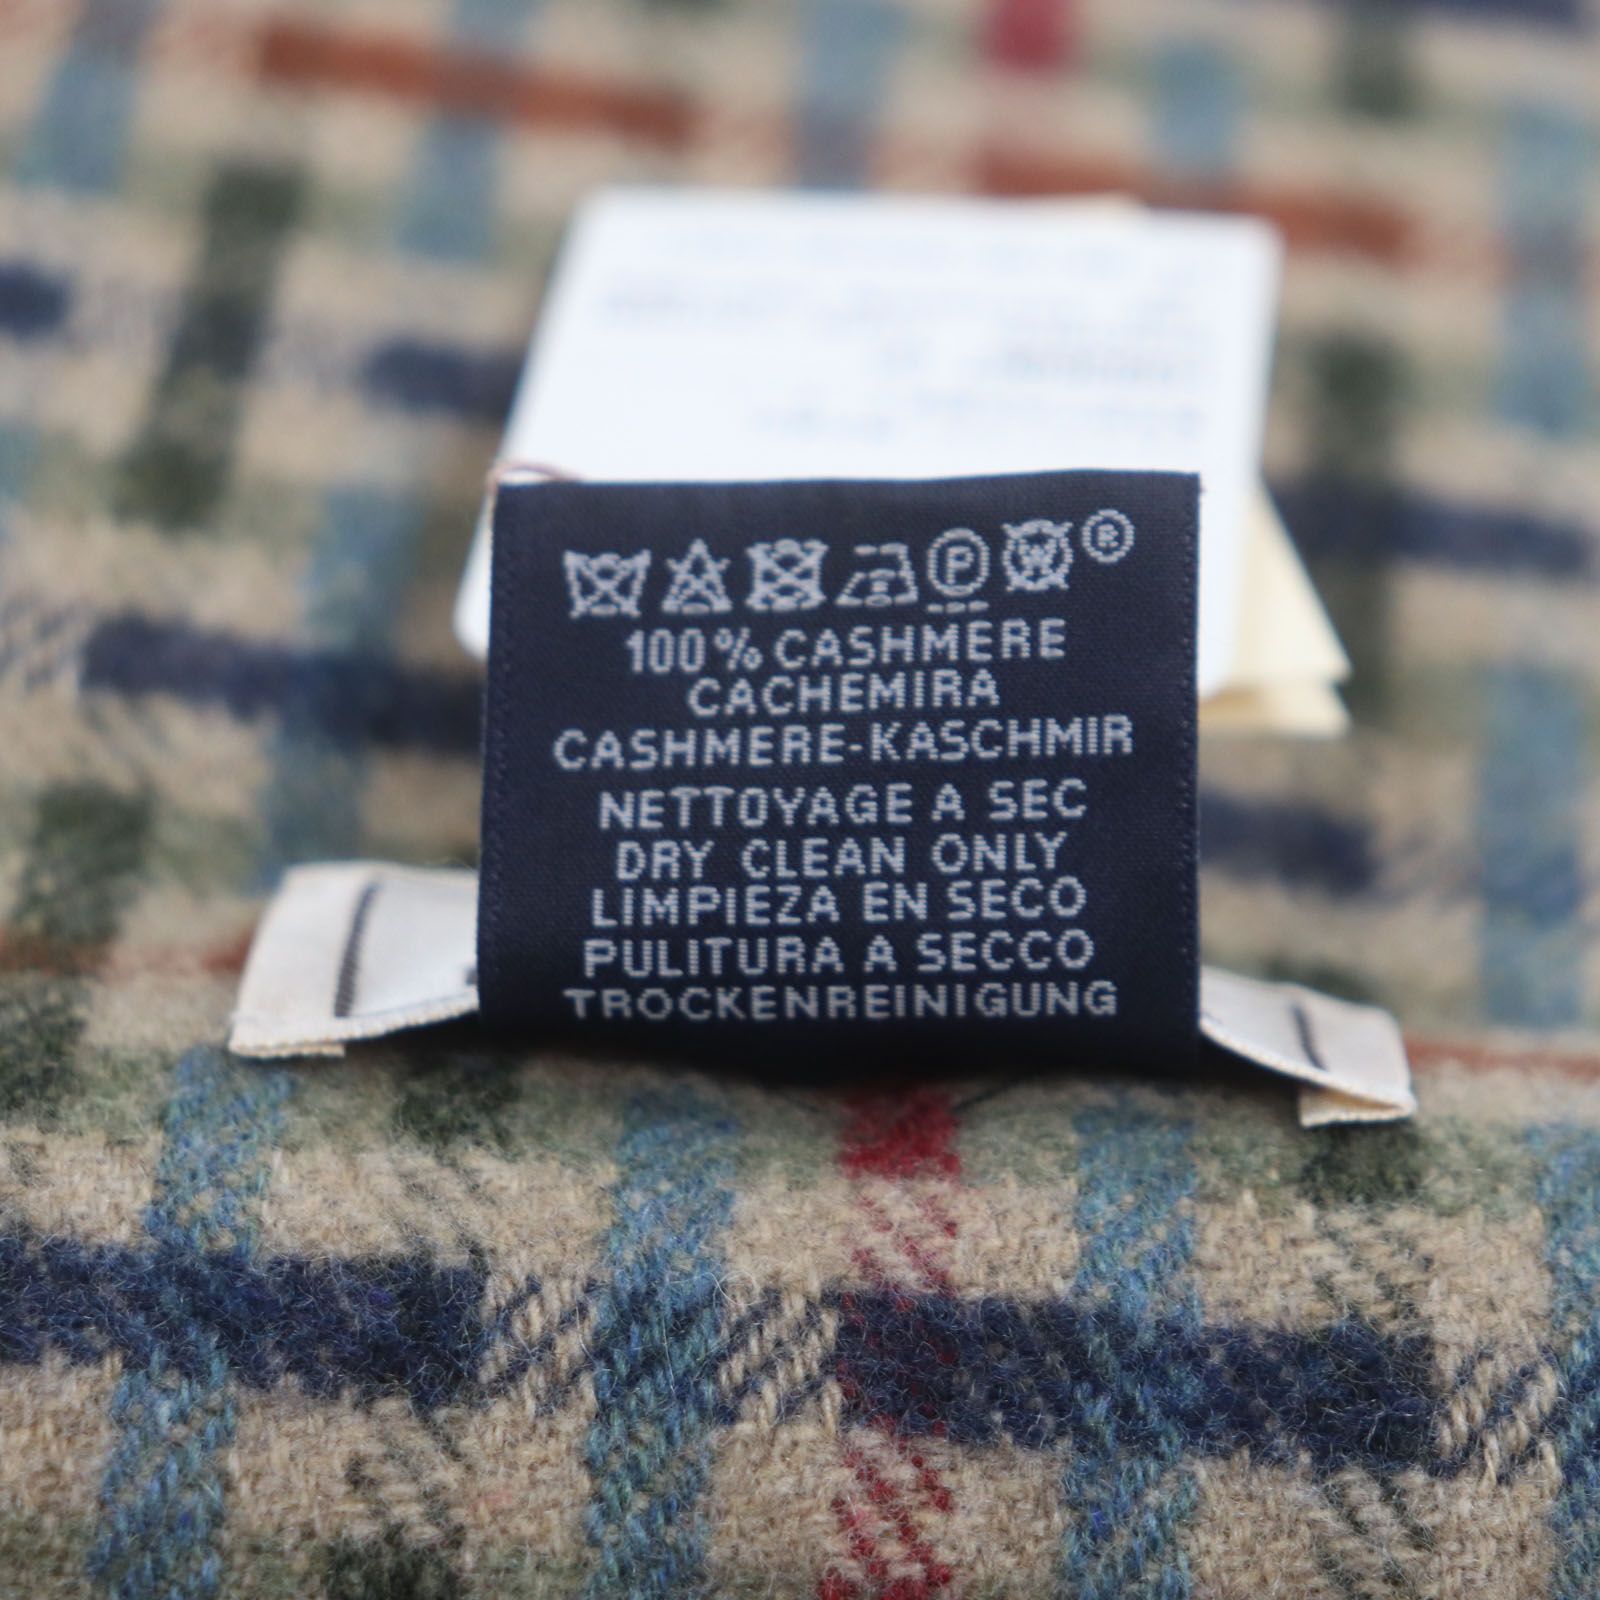 P W ®
100% CASHMERE
CACHEMIRA
CASHMERE-KASCHMIR
NETTOYAGE A SEC
DRY CLEAN ONLY
LIMPIEZA EN SECO
PULITURA A SECCO
TROCKENREINIGUNG